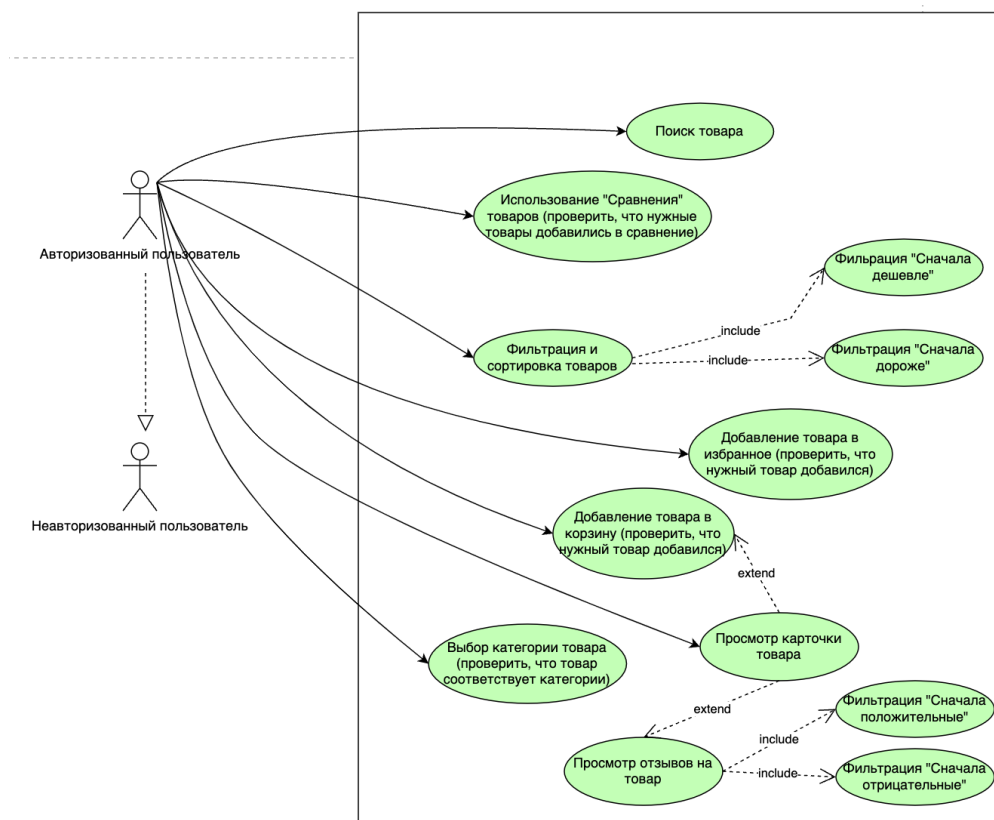 Поиск товара
Использование "Сравнения"
товаров (проверить, что нужные
товары добавились в сравнение)
Авторизованный пользователь
Фильрация "Сначала
дешевле"
include
Фильтрация и
сортировка товаров
include
Фильтрация "Сначала
дороже"
Добавление товара в
избранное (проверить, что
нужный товар добавился)
Неавторизованный пользователь
Добавление товара в
корзину (проверить, что
нужный товар добавился)
extend
Просмотр карточки
товара
Выбор категории товара
(проверить, что товар
соответствует категории)
extend
Фильтрация "Сначала
положительные"
include
Просмотр отзывов на
товар
include
Фильтрация "Сначала
отрицательные"